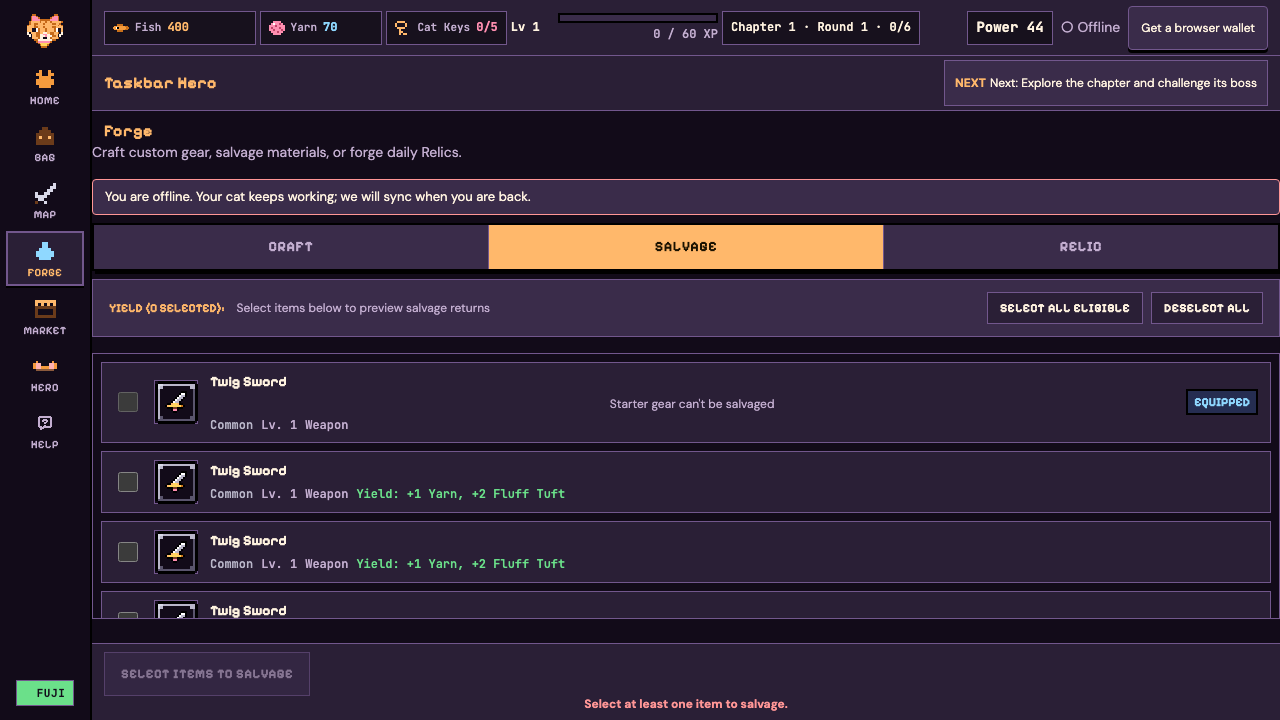 Fish 400
Yarn 70
Cat Keys 0/5
Lv 1
0 / 60 XP
Chapter 1 · Round 1 · 0/6
Power 44
Offline
Get a browser wallet
HOME
BAG
MAP
FORGE
MARKET
HERO
HELP
FUJI
Taskbar Hero
NEXT Next: Explore the chapter and challenge its boss
Forge
Craft custom gear, salvage materials, or forge daily Relics.
You are offline. Your cat keeps working; we will sync when you are back.
CRAFT
SALVAGE
RELIC
YIELD (0 SELECTED):
Select items below to preview salvage returns
SELECT ALL ELIGIBLE
DESELECT ALL
Twig Sword
Common Lv. 1 Weapon
Starter gear can't be salvaged
EQUIPPED
Twig Sword
Common Lv. 1 Weapon Yield: +1 Yarn, +2 Fluff Tuft
Twig Sword
Common Lv. 1 Weapon Yield: +1 Yarn, +2 Fluff Tuft
Twig Sword
SELECT ITEMS TO SALVAGE
Select at least one item to salvage.